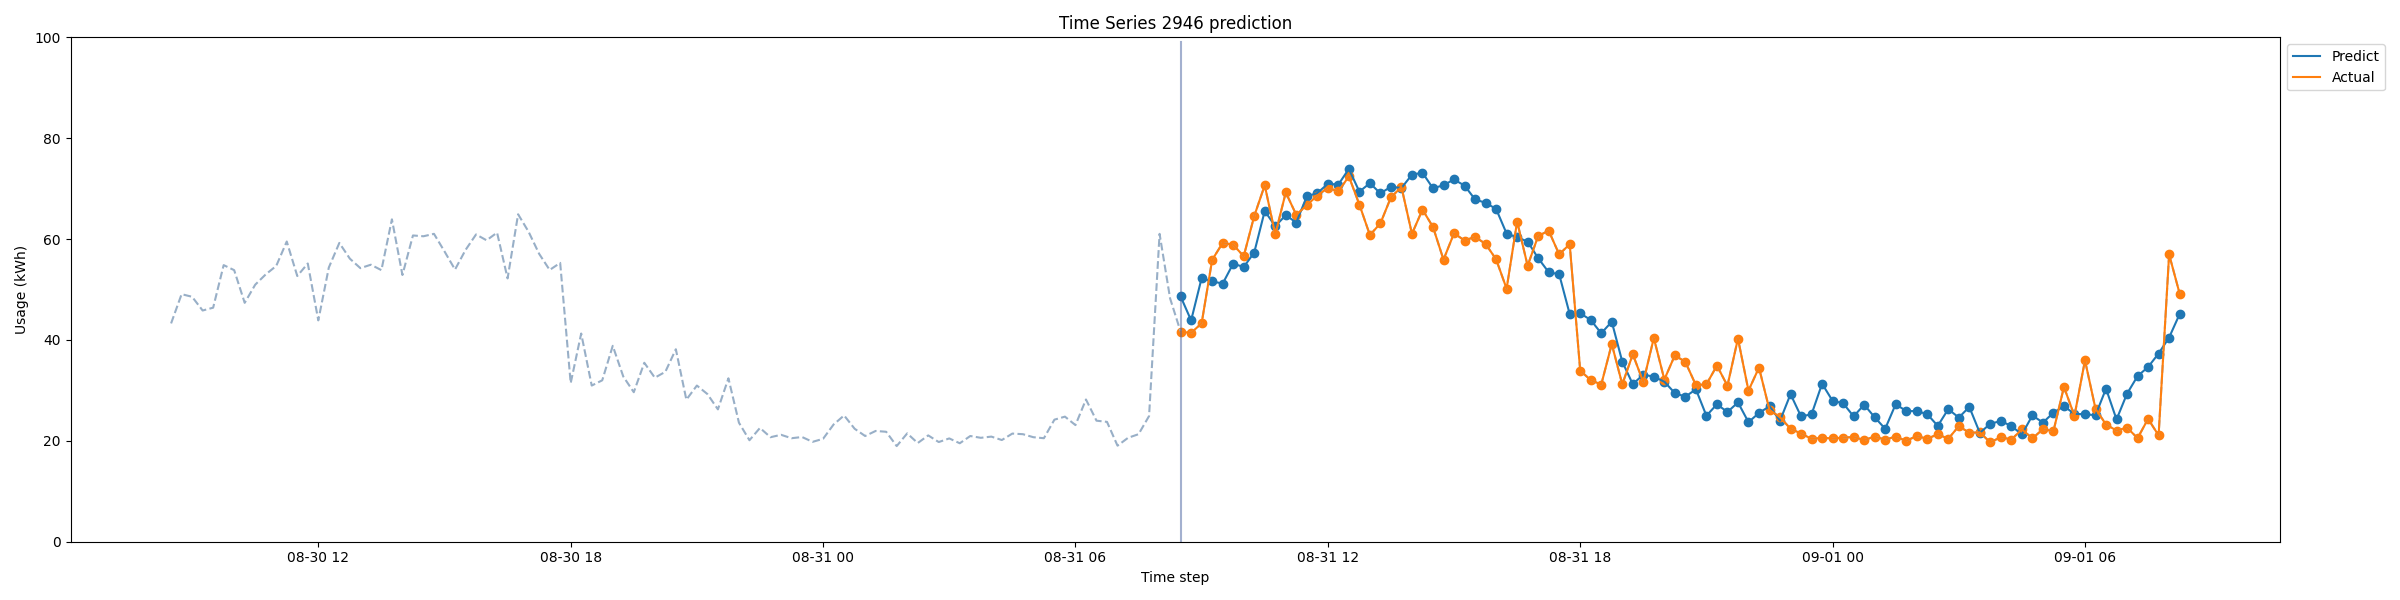 Time Series 2946 prediction
Predict
Actual
Usage (kWh)
100
80
60
40
20
0
08-30 12
08-30 18
08-31 00
08-31 06
08-31 12
08-31 18
09-01 00
09-01 06
Time step